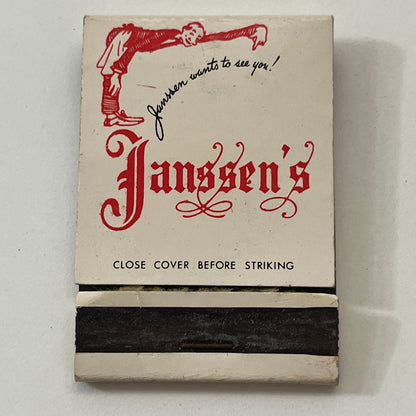 Janssen wants to see you!
Janssen's
CLOSE COVER BEFORE STRIKING